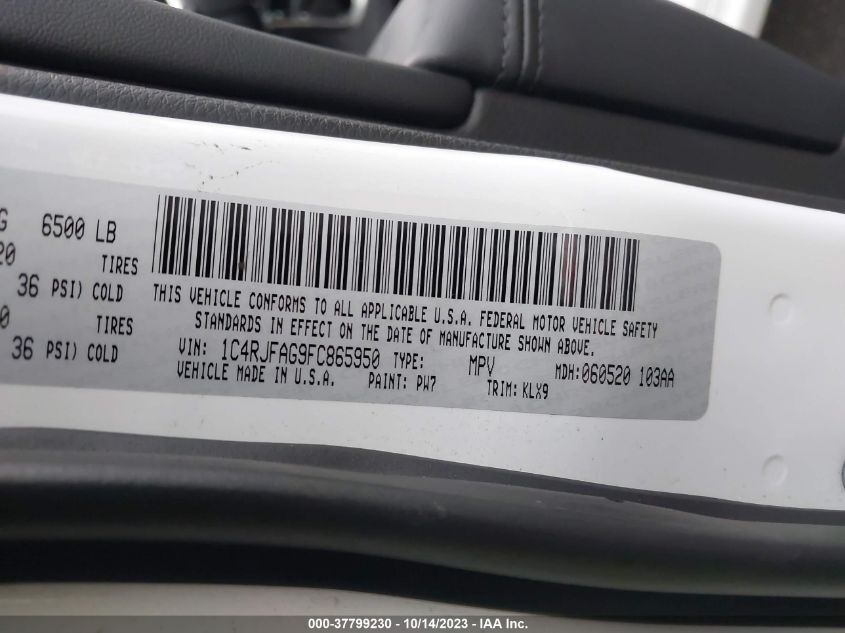 G 6500 LB
20 TIRES
36 PSI) COLD
0 TIRES
36 PSI) COLD
THIS VEHICLE CONFORMS TO ALL APPLICABLE U.S.A. FEDERAL MOTOR VEHICLE SAFETY
STANDARDS IN EFFECT ON THE DATE OF MANUFACTURE SHOWN ABOVE.
VIN: 1C4RJFAG9FC865950 TYPE: MPV MDH:060520 103AA
VEHICLE MADE IN U.S.A. PAINT: PW7 TRIM: KLX9
000-37799230 - 10/14/2023 - IAA Inc.